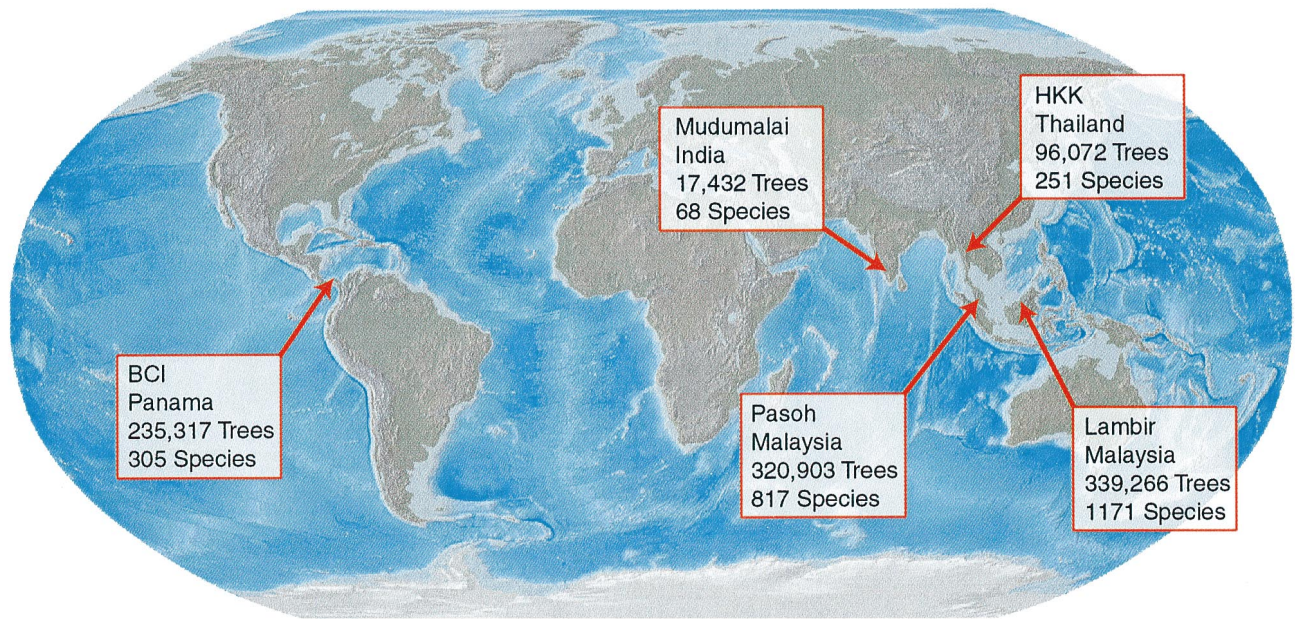 Mudumalai
India
17,432 Trees
68 Species
HKK
Thailand
96,072 Trees
251 Species
BCI
Panama
235,317 Trees
305 Species
Pasoh
Malaysia
320,903 Trees
817 Species
Lambir
Malaysia
339,266 Trees
1171 Species